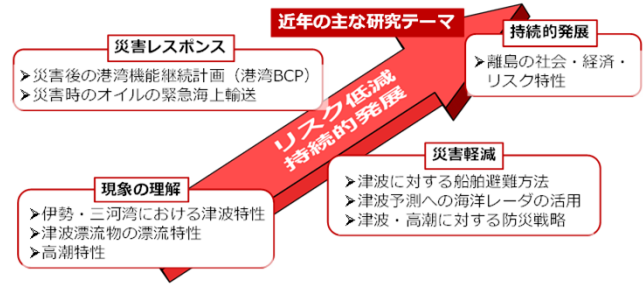 近年の主な研究テーマ
災害レスポンス
➤災害後の港湾機能継続計画（港湾BCP）
➤災害時のオイルの緊急海上輸送
持続的発展
➤離島の社会・経済・
リスク特性
リスク低減
持続的発展
現象の理解
➤伊勢・三河湾における津波特性
➤津波漂流物の漂流特性
➤高潮特性
災害軽減
➤津波に対する船舶避難方法
➤津波予測への海洋レーダの活用
➤津波・高潮に対する防災戦略